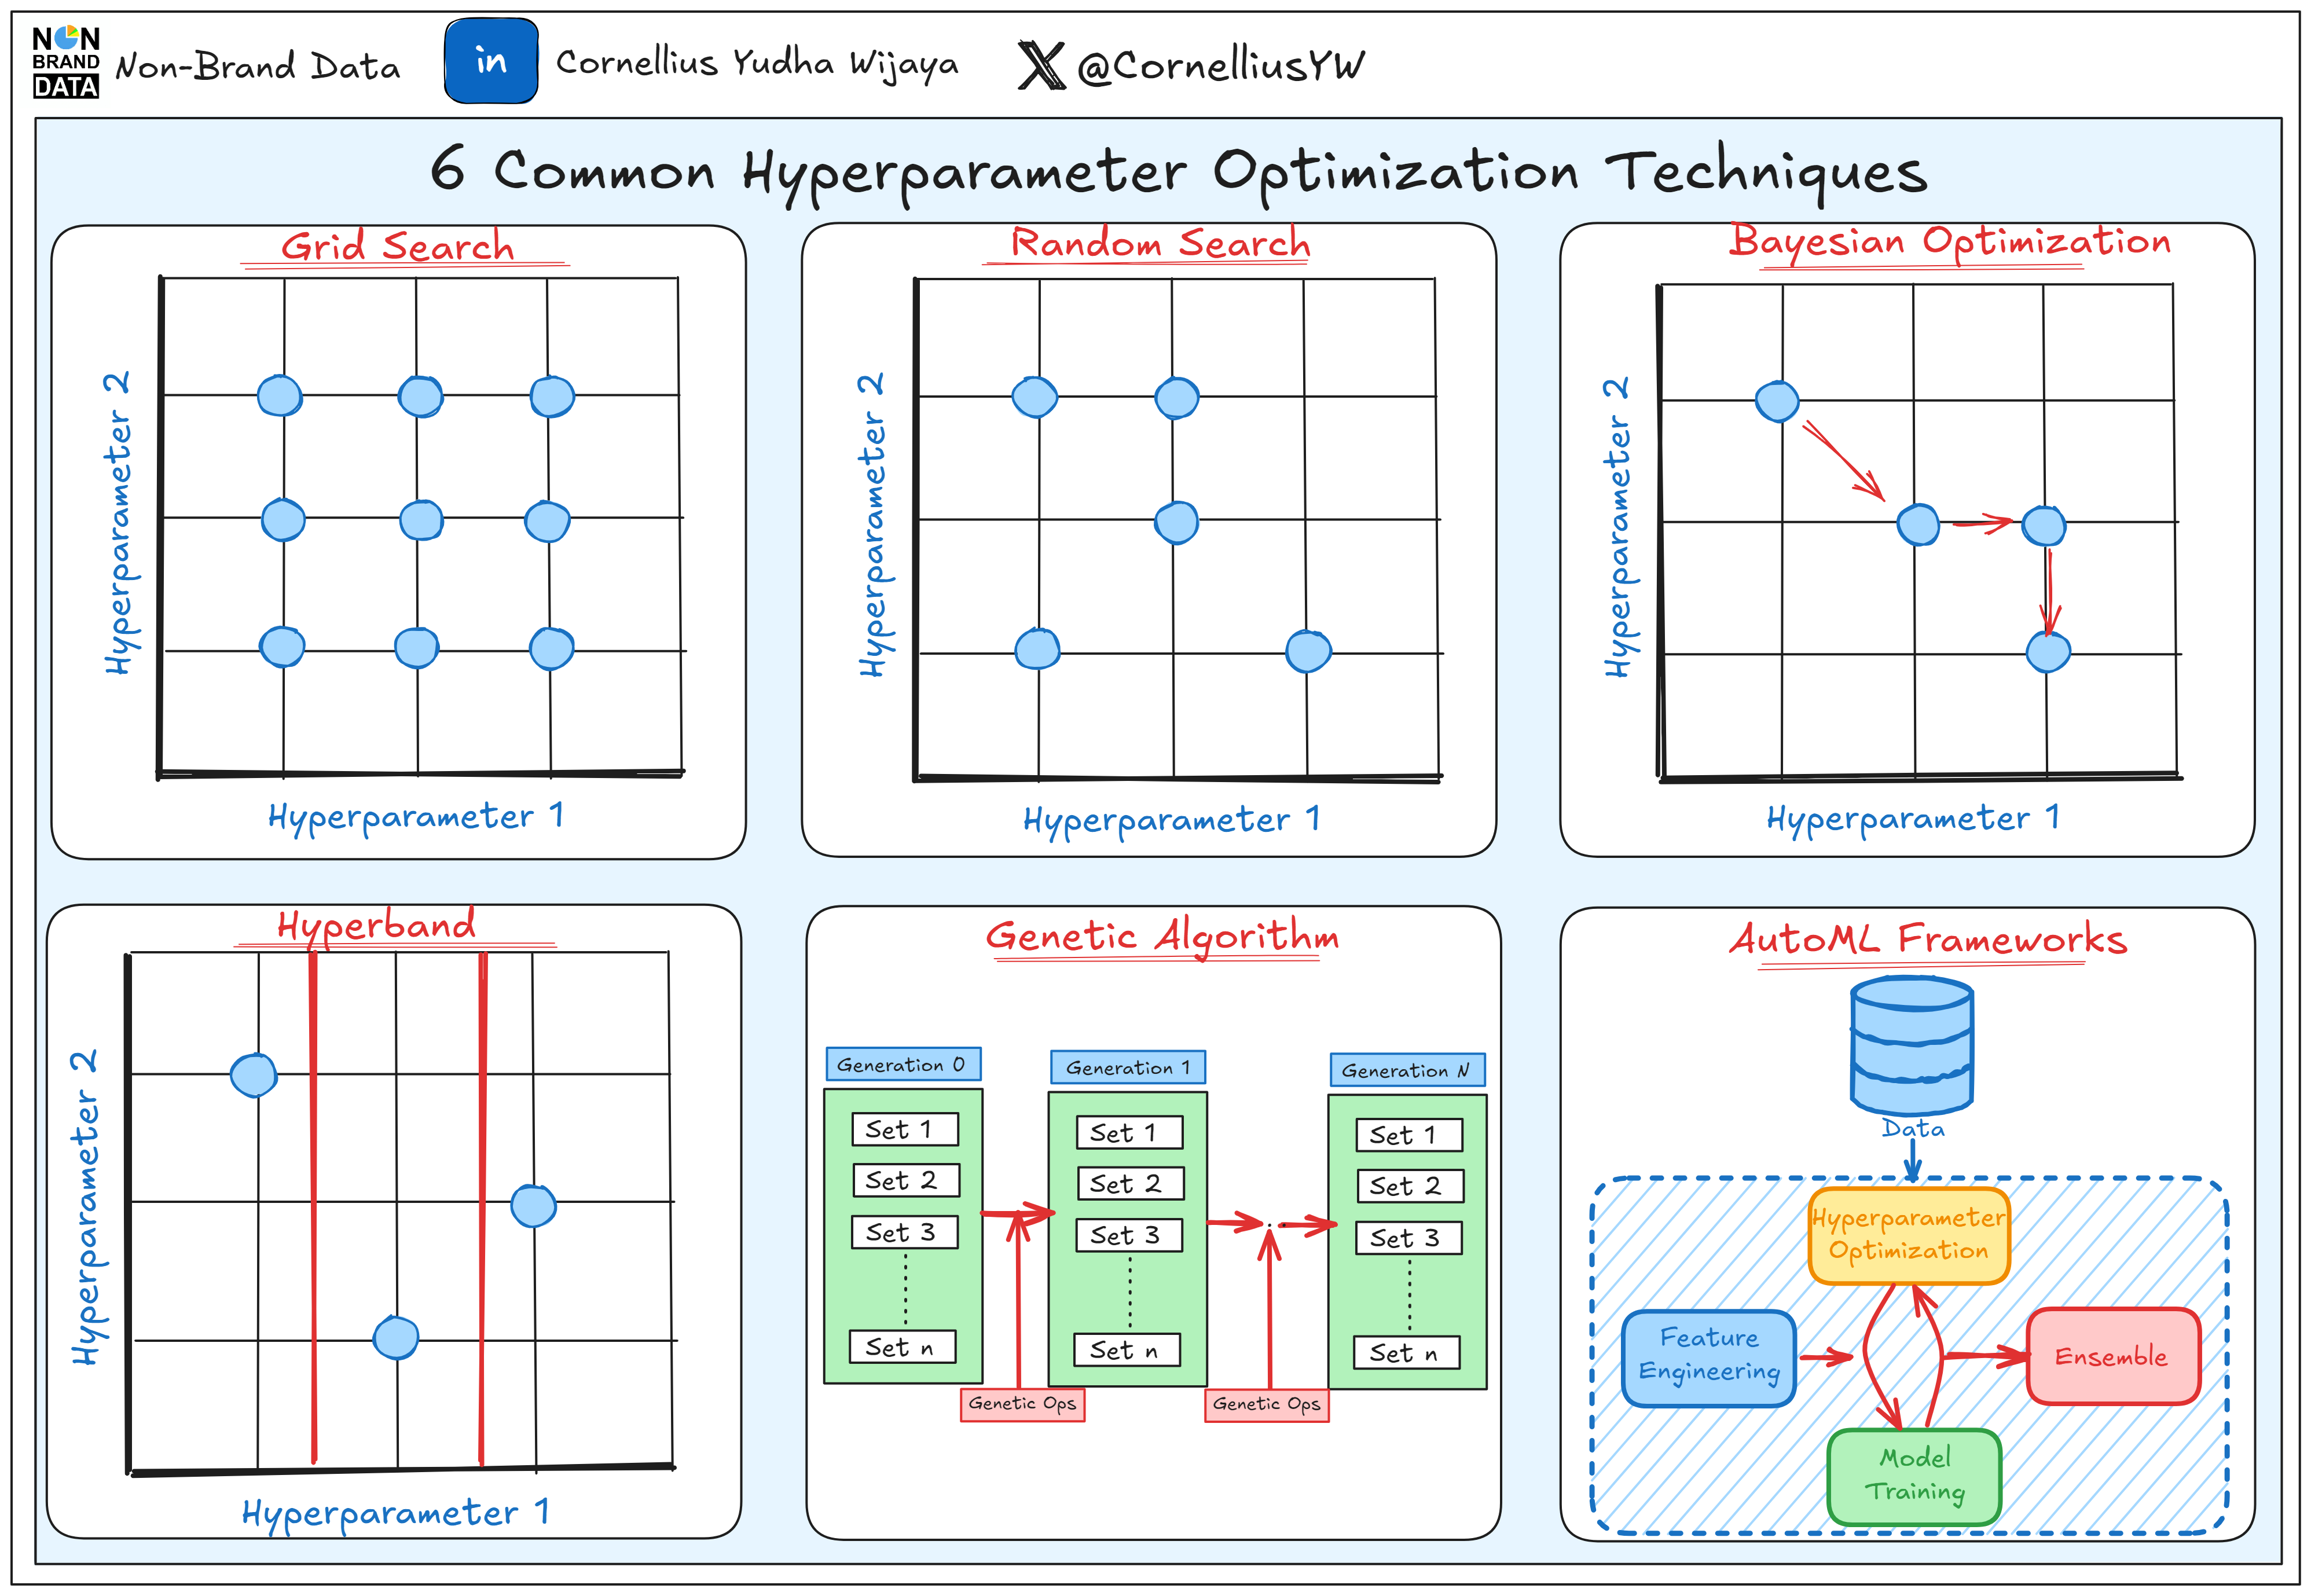 NON
BRAND
DATA
Non-Brand Data
in
Cornellius Yudha Wijaya
X @CornelliusYW
6 Common Hyperparameter Optimization Techniques
Grid Search
Hyperparameter 2
Hyperparameter 1
Random Search
Hyperparameter 2
Hyperparameter 1
Bayesian Optimization
Hyperparameter 2
Hyperparameter 1
Hyperband
Hyperparameter 2
Hyperparameter 1
Genetic Algorithm
Generation 0
Set 1
Set 2
Set 3
Set n
Genetic Ops
Generation 1
Set 1
Set 2
Set 3
Set n
Genetic Ops
Generation N
Set 1
Set 2
Set 3
Set n
AutoML Frameworks
Data
Hyperparameter
Optimization
Feature
Engineering
Ensemble
Model
Training